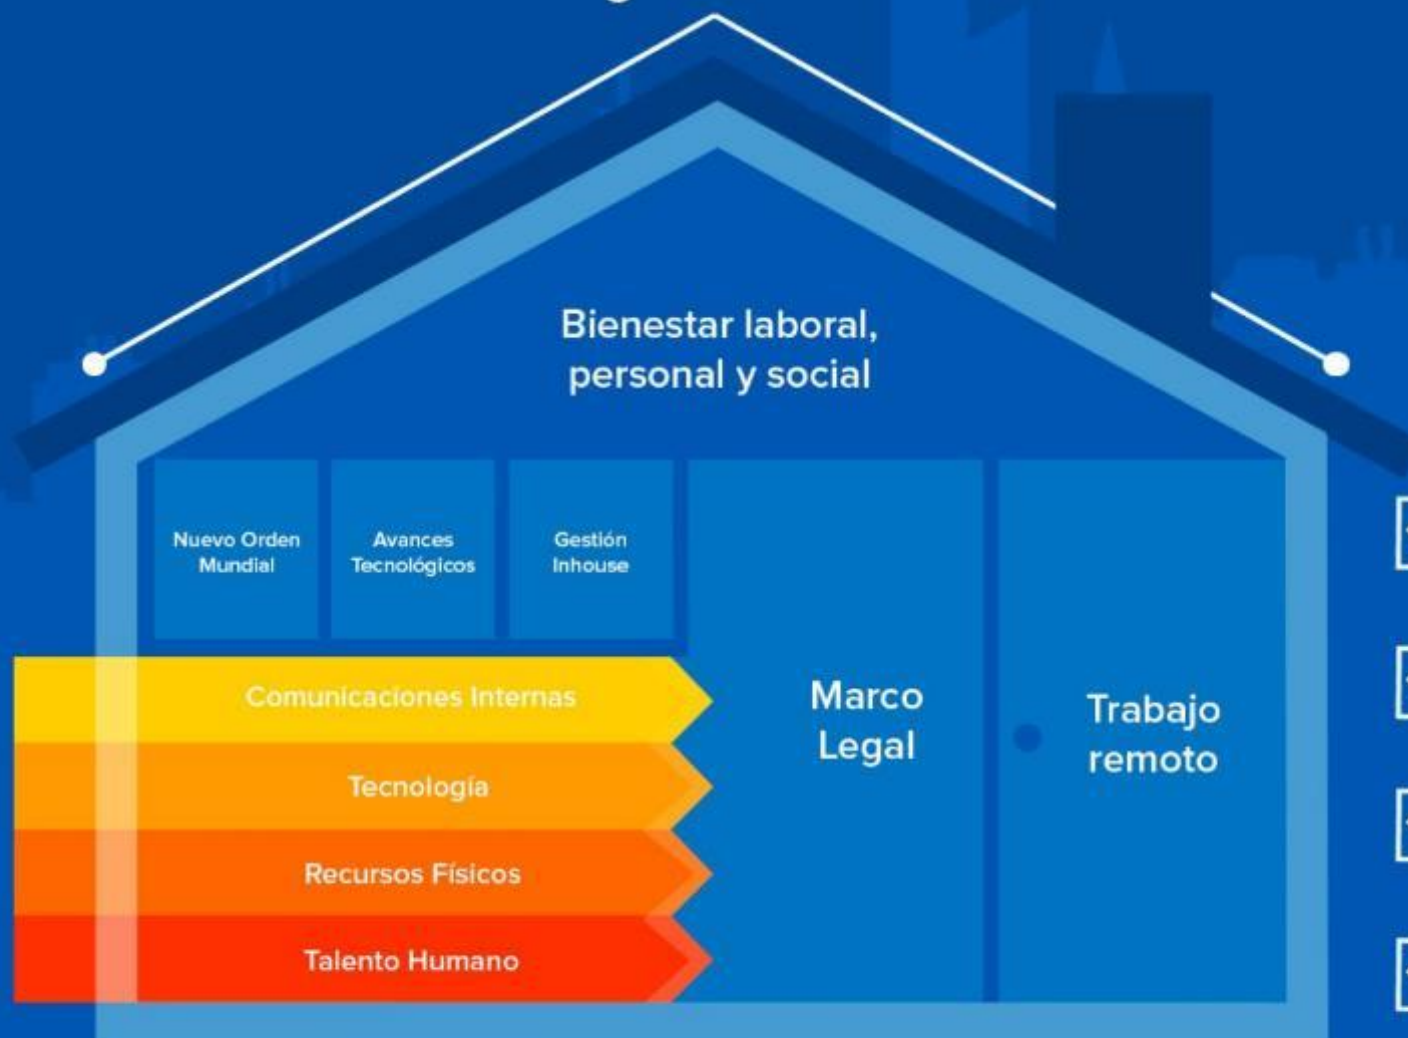 Bienestar laboral,
personal y social
Nuevo Orden
Mundial
Avances
Tecnológicos
Gestión
Inhouse
Comunicaciones Internas
Tecnología
Recursos Físicos
Talento Humano
Marco
Legal
Trabajo
remoto